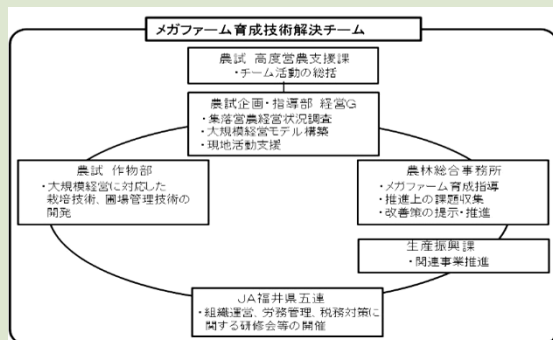 メガファーム育成技術解決チーム
農試 高度営農支援課
・チーム活動の総括
農試企画・指導部 経営G
・集落営農経営状況調査
・大規模経営モデル構築
・現地活動支援
農試 作物部
・大規模経営に対応した
栽培技術、圃場管理技術の
開発
農林総合事務所
・メガファーム育成指導
・推進上の課題収集
・改善策の提示・推進
生産振興課
・関連事業推進
JA福井県五連
・組織運営、労務管理、税務対策に
関する研修会等の開催